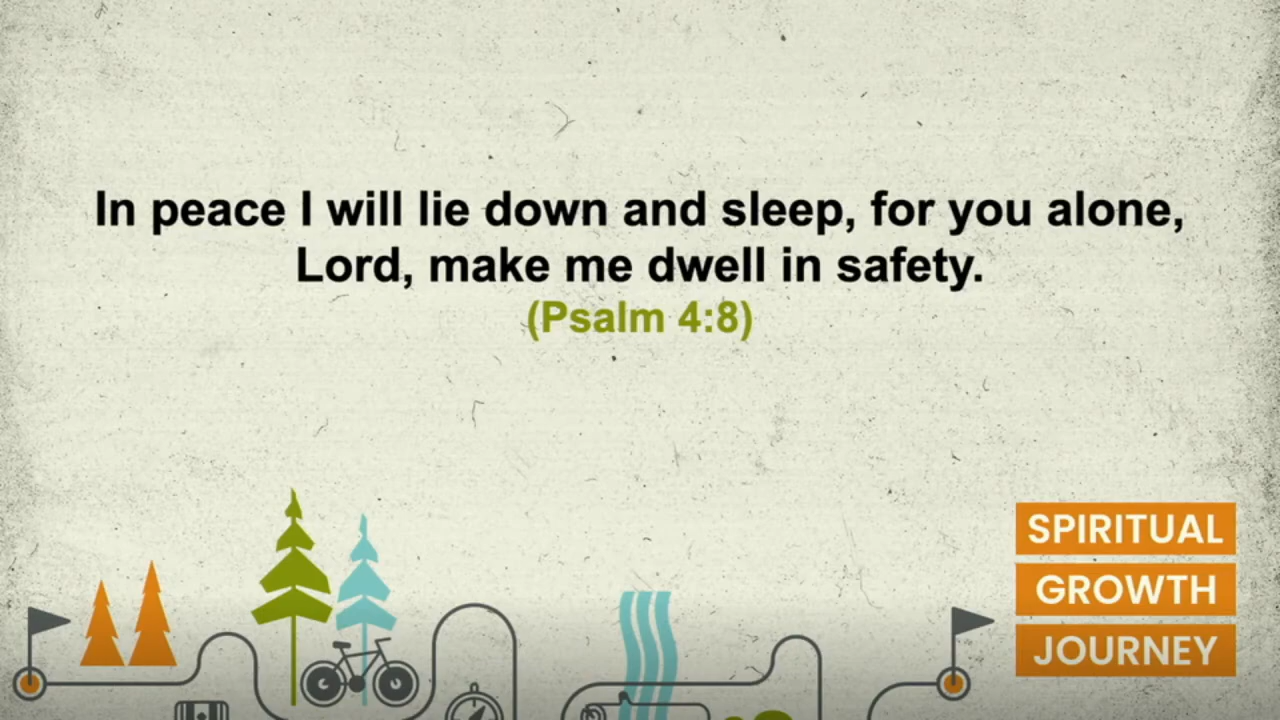 In peace I will lie down and sleep, for you alone,
Lord, make me dwell in safety.
(Psalm 4:8)
SPIRITUAL
GROWTH
JOURNEY